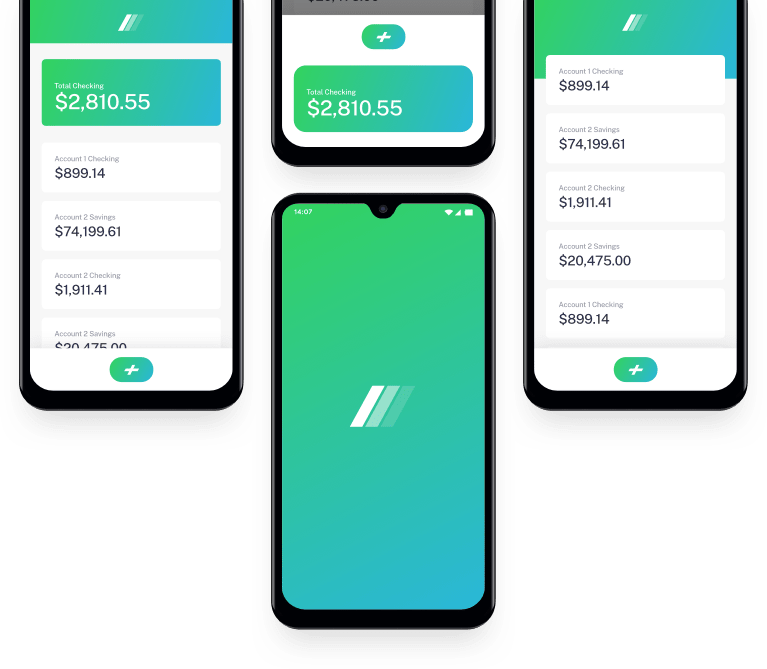 Total Checking
$2,810.55
Account 1 Checking
$899.14
Account 2 Savings
$74,199.61
Account 2 Checking
$1,911.41
Account 2 Savings
$20,475.00
Total Checking
$2,810.55
14:07
Account 1 Checking
$899.14
Account 2 Savings
$74,199.61
Account 2 Checking
$1,911.41
Account 2 Savings
$20,475.00
Account 1 Checking
$899.14